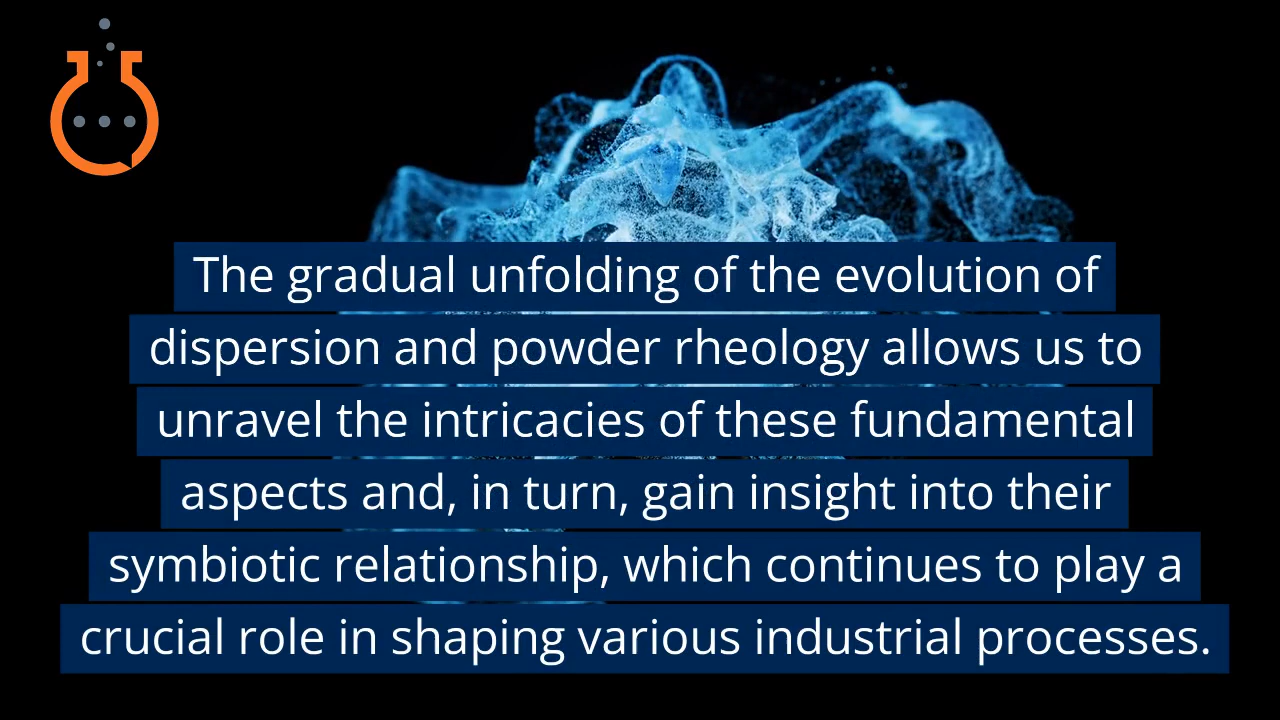 The gradual unfolding of the evolution of
dispersion and powder rheology allows us to
unravel the intricacies of these fundamental
aspects and, in turn, gain insight into their
symbiotic relationship, which continues to play a
crucial role in shaping various industrial processes.